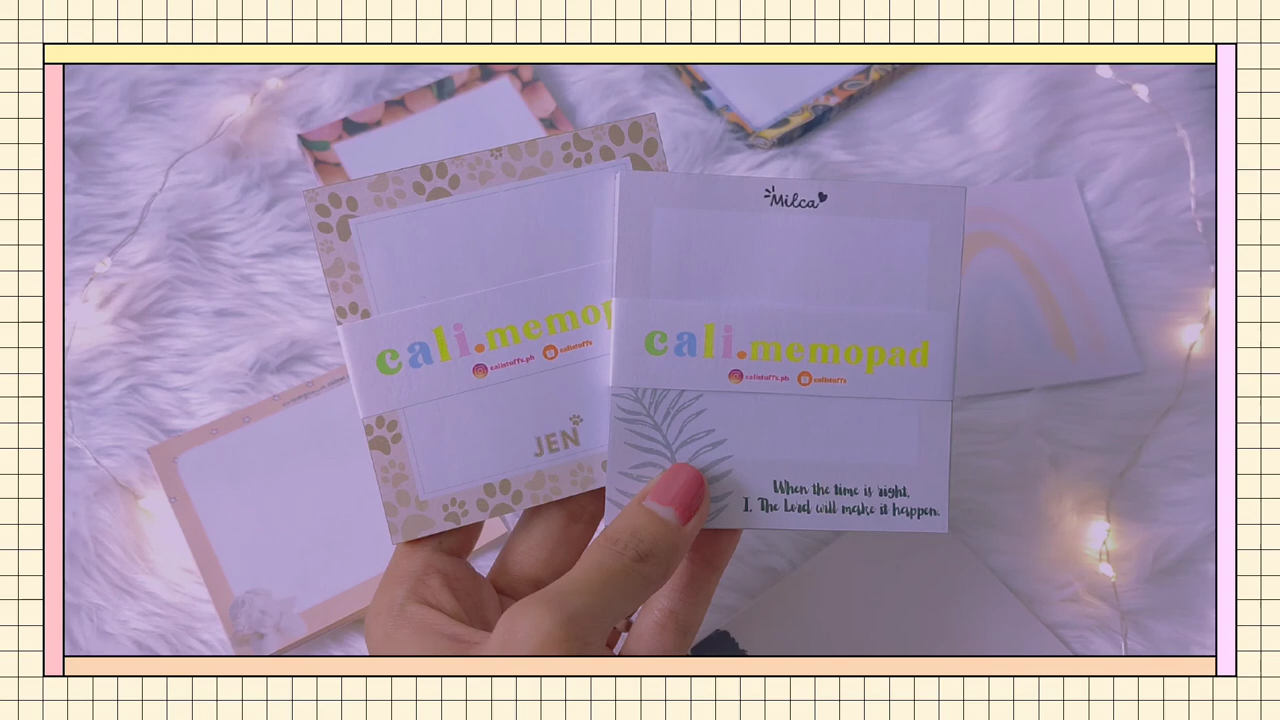 cali.memop
calistuffs.ph calistuffs
JEN
Milca
cali.memopad
calistuffs.ph calistuffs
When the time is right,
I, The Lord will make it happen.